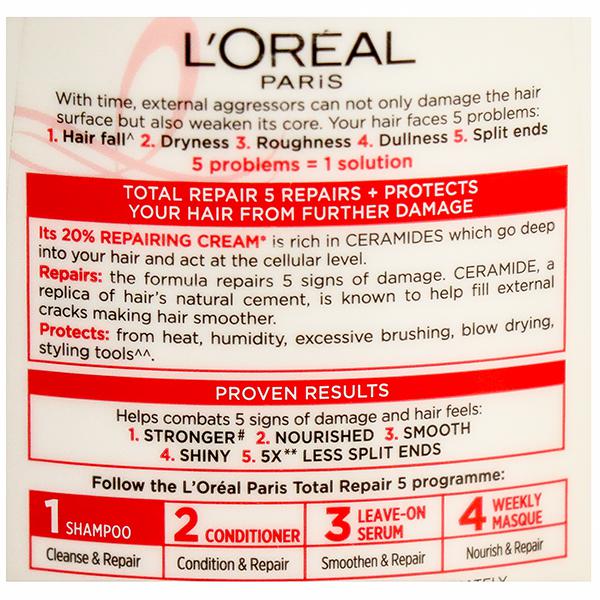 L'ORÉAL
PARiS
With time, external aggressors can not only damage the hair
surface but also weaken its core. Your hair faces 5 problems:
1. Hair fall^ 2. Dryness 3. Roughness 4. Dullness 5. Split ends
5 problems = 1 solution
TOTAL REPAIR 5 REPAIRS + PROTECTS
YOUR HAIR FROM FURTHER DAMAGE
Its 20% REPAIRING CREAM* is rich in CERAMIDES which go deep
into your hair and act at the cellular level.
Repairs: the formula repairs 5 signs of damage. CERAMIDE, a
replica of hair's natural cement, is known to help fill external
cracks making hair smoother.
Protects: from heat, humidity, excessive brushing, blow drying,
styling tools^^.
PROVEN RESULTS
Helps combats 5 signs of damage and hair feels:
1. STRONGER# 2. NOURISHED 3. SMOOTH
4. SHINY 5. 5X** LESS SPLIT ENDS
Follow the L'Oréal Paris Total Repair 5 programme:
1 SHAMPOO
Cleanse & Repair
2 CONDITIONER
Condition & Repair
3 LEAVE-ON
SERUM
Smoothen & Repair
4 WEEKLY
MASQUE
Nourish & Repair